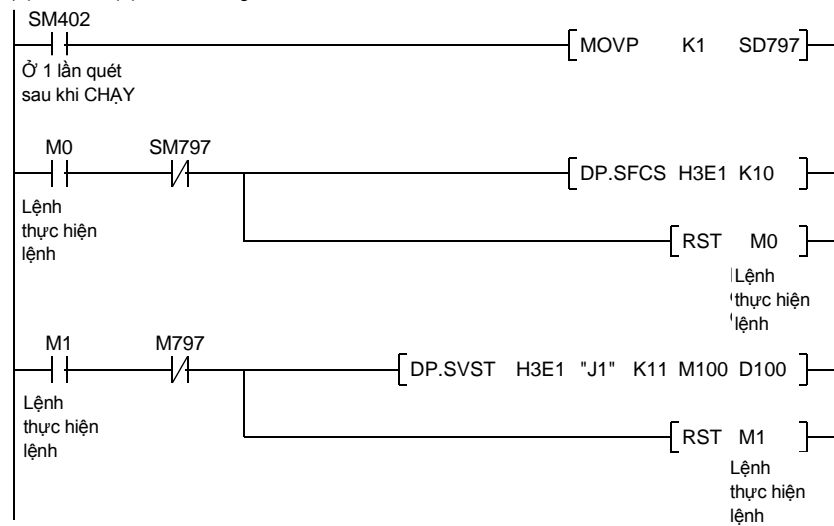 SM402
MOVP K1 SD797
Ở 1 lần quét
sau khi CHẠY
M0 SM797
DP.SFCS H3E1 K10
Lệnh
thực hiện
lệnh
RST M0
Lệnh
thực hiện
lệnh
M1 M797
DP.SVST H3E1 "J1" K11 M100 D100
Lệnh
thực hiện
lệnh
RST M1
Lệnh
thực hiện
lệnh